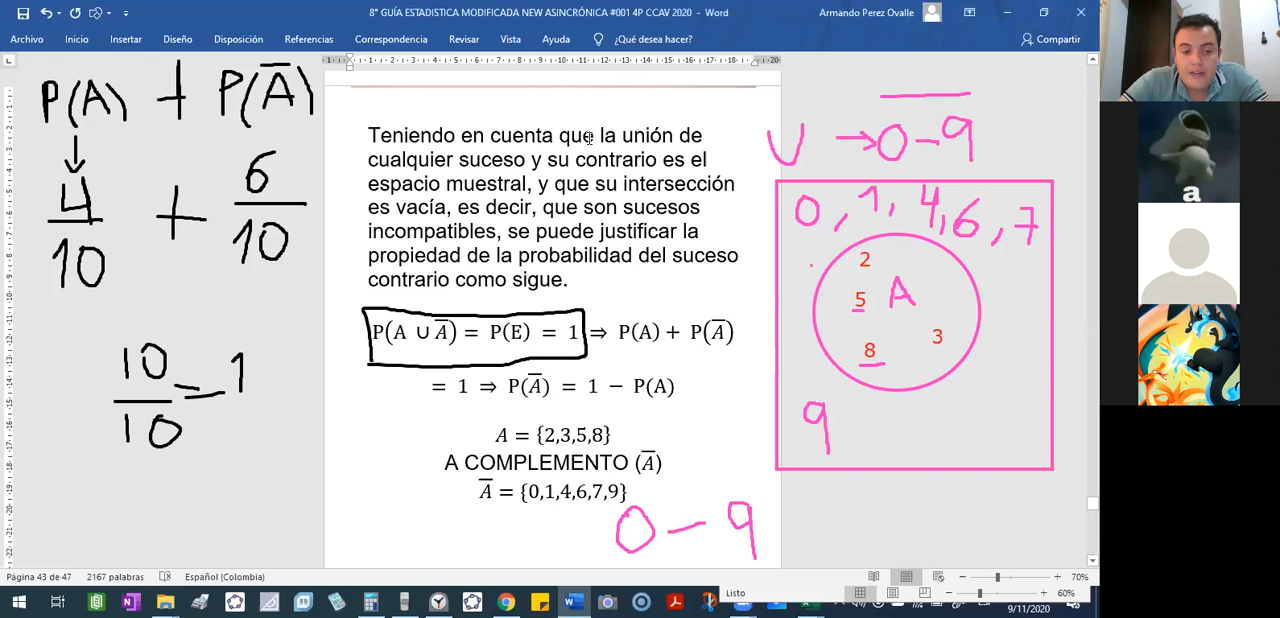 8° GUÍA ESTADISTICA MODIFICADA NEW ASINCRÓNICA #001 4P CCAV 2020 - Word
Armando Perez Ovalle
Archivo Inicio Insertar Diseño Disposición Referencias Correspondencia Revisar Vista Ayuda ¿Qué desea hacer? Compartir
P(A) + P(A̅)
4/10 + 6/10
10/10 = 1
Teniendo en cuenta que la unión de
cualquier suceso y su contrario es el
espacio muestral, y que su intersección
es vacía, es decir, que son sucesos
incompatibles, se puede justificar la
propiedad de la probabilidad del suceso
contrario como sigue.
P(A ∪ A̅) = P(E) = 1 ⇒ P(A) + P(A̅)
= 1 ⇒ P(A̅) = 1 − P(A)
A = {2,3,5,8}
A COMPLEMENTO (A̅)
A̅ = {0,1,4,6,7,9}
0 - 9
U → 0 - 9
0, 1, 4, 6, 7
2
5 A
8 3
9
a
Página 43 de 47 2167 palabras Español (Colombia) 70%
Listo 60%
9/11/2020